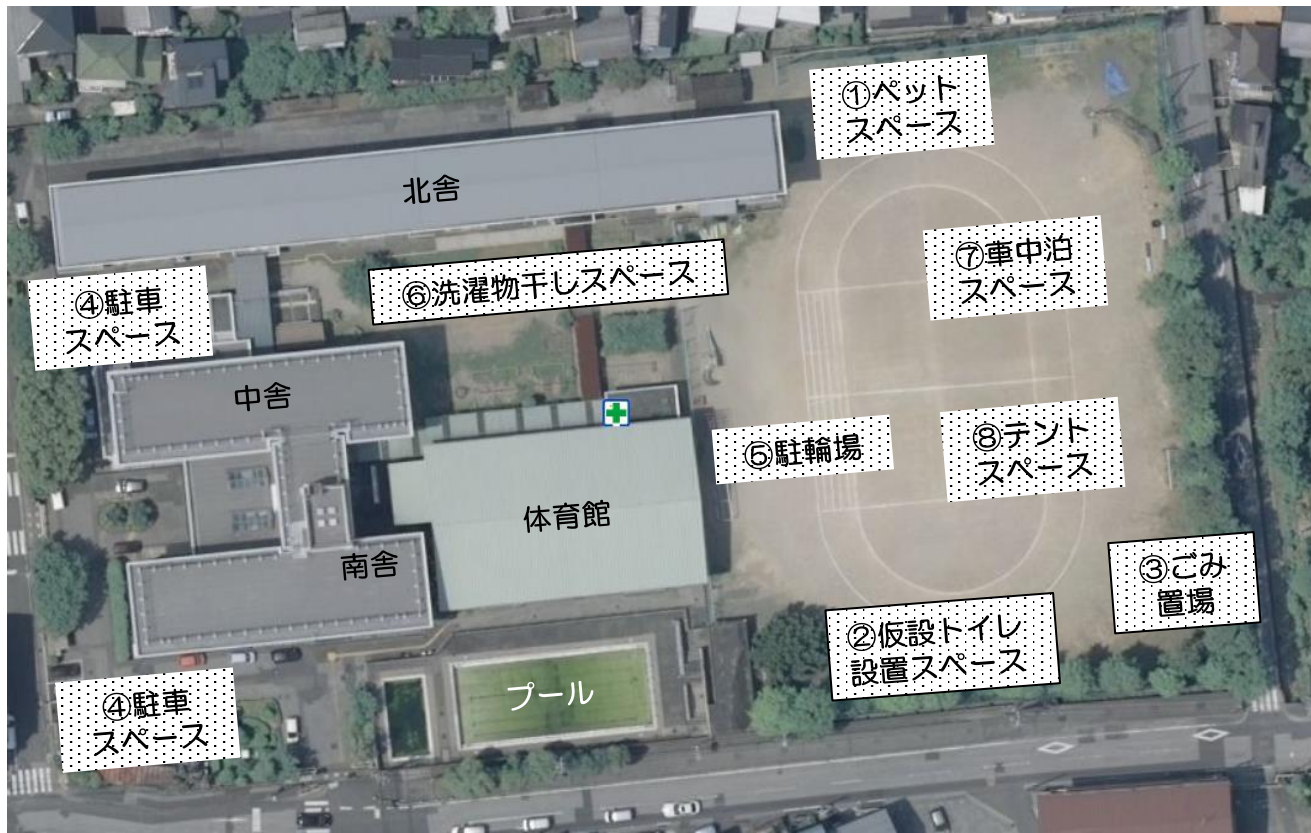 ①ペット
スペース
北舎
⑦車中泊
スペース
⑥洗濯物干しスペース
④駐車
スペース
中舎
⑤駐輪場
⑧テント
スペース
体育館
南舎
③ごみ
置場
②仮設トイレ
設置スペース
プール
④駐車
スペース